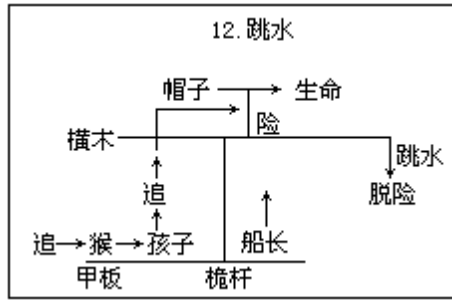 12.跳水
帽子 生命
险
横木
跳水
追 脱险
追 猴 孩子 船长
甲板 桅杆